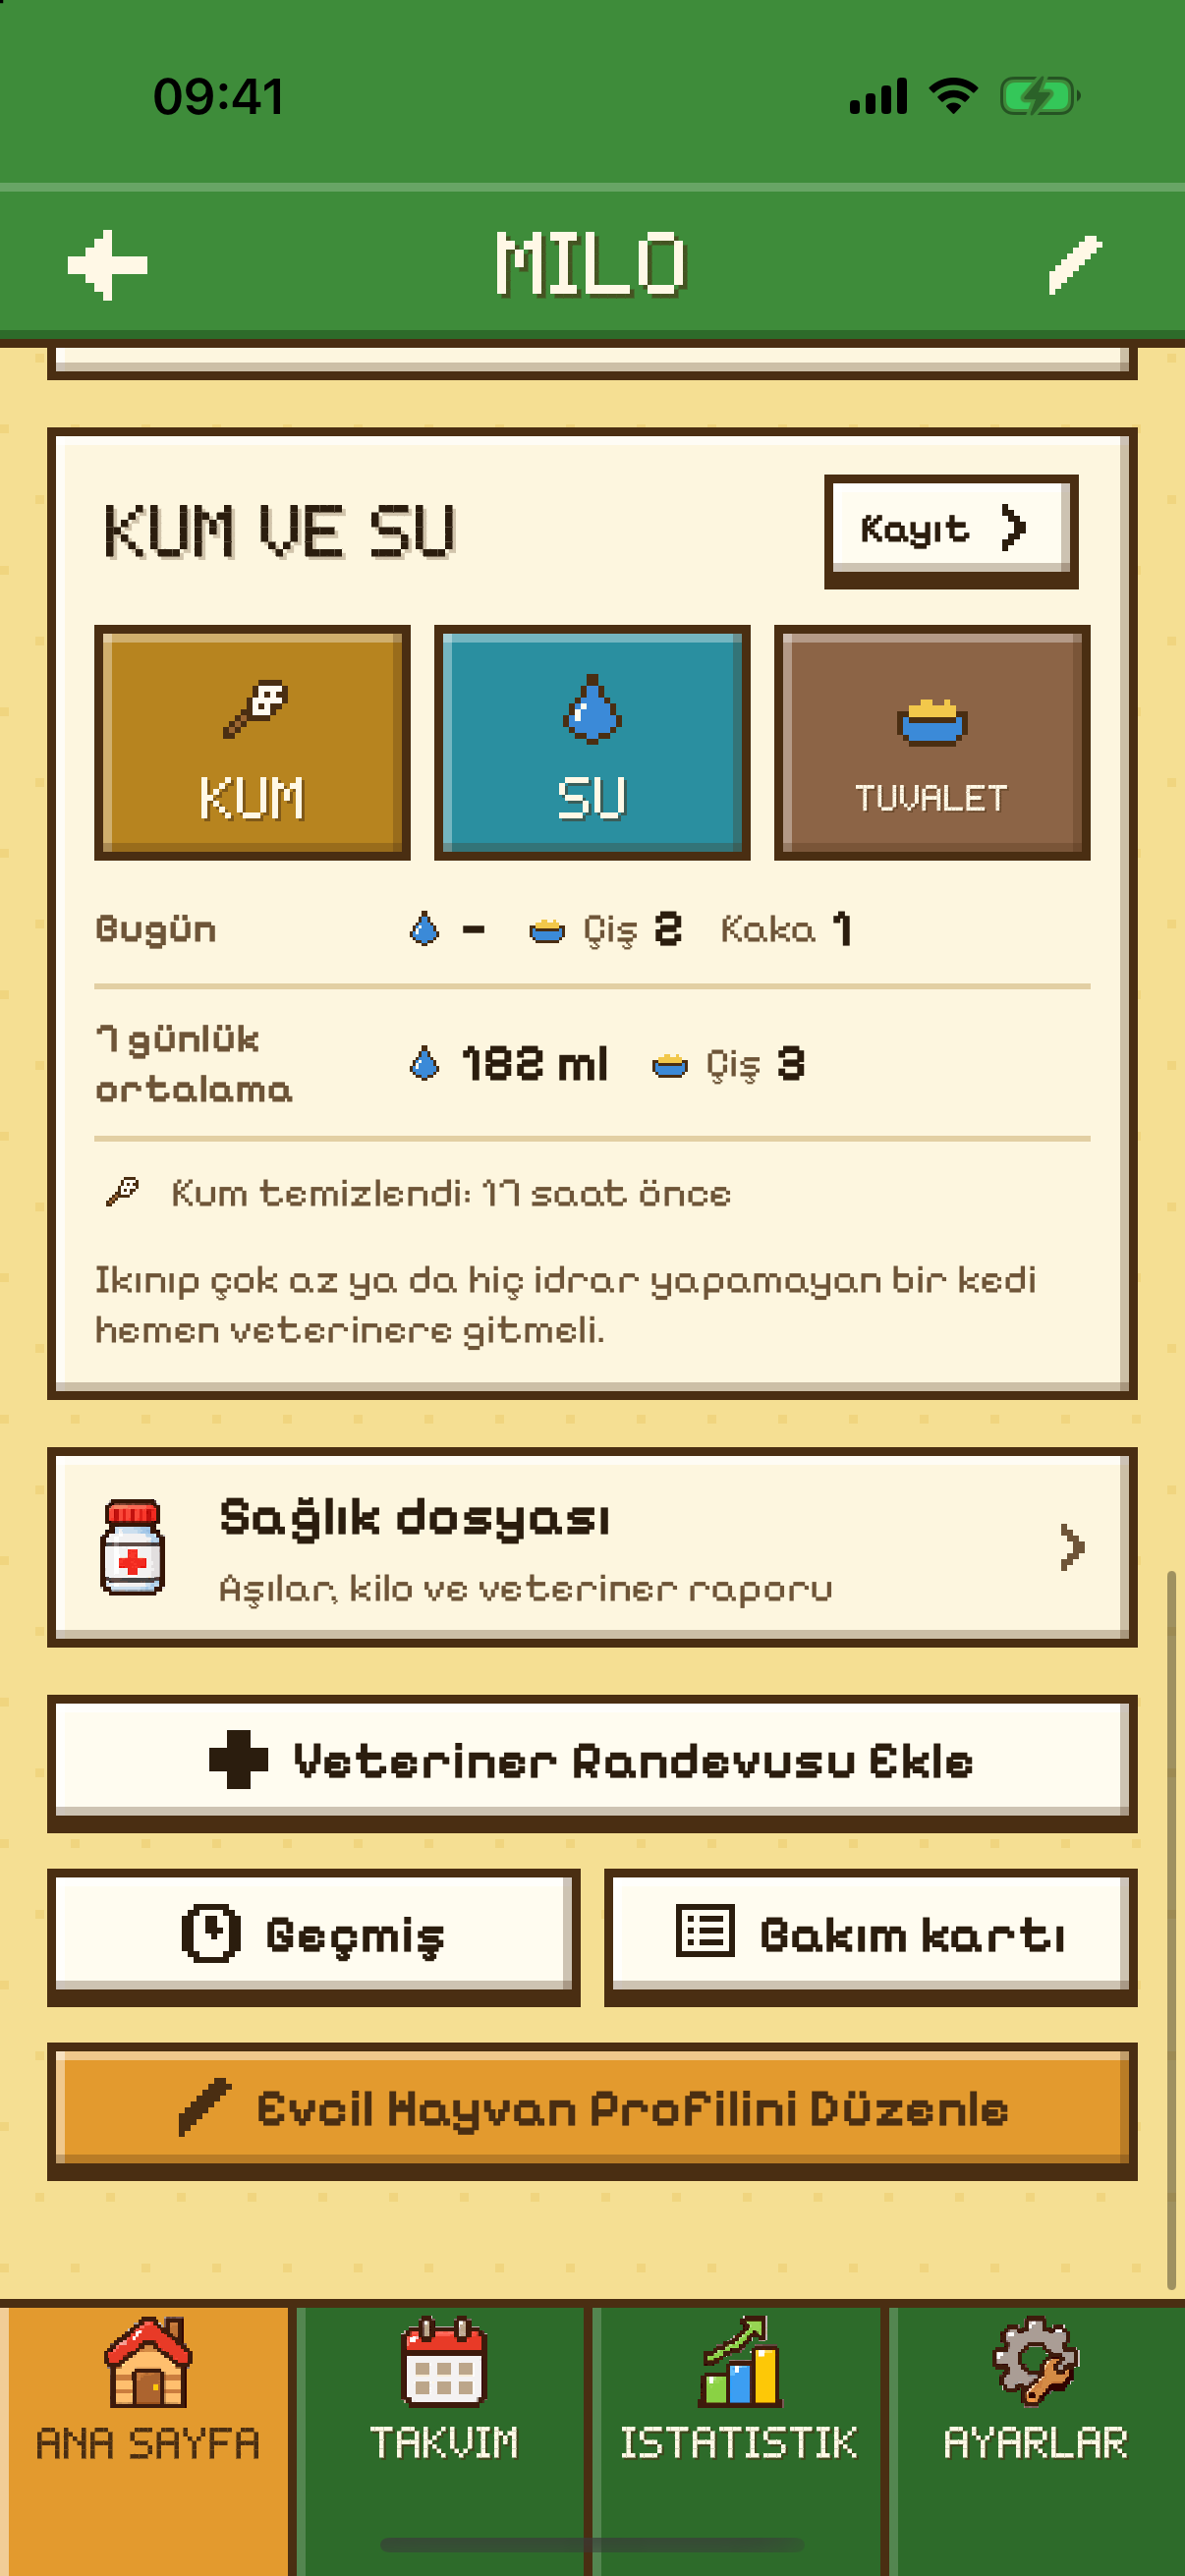 09:41
MILO
KUM VE SU
Kayıt
KUM
SU
TUVALET
Bugün - Çiş 2 Kaka 1
7 günlük
ortalama
182 ml Çiş 3
Kum temizlendi: 17 saat önce
Ikınıp çok az ya da hiç idrar yapamayan bir kedi
hemen veterinere gitmeli.
Sağlık dosyası
Aşılar, kilo ve veteriner raporu
Veteriner Randevusu Ekle
Geçmiş
Bakım kartı
Evcil Hayvan Profilini Düzenle
ANA SAYFA
TAKVIM
ISTATISTIK
AYARLAR